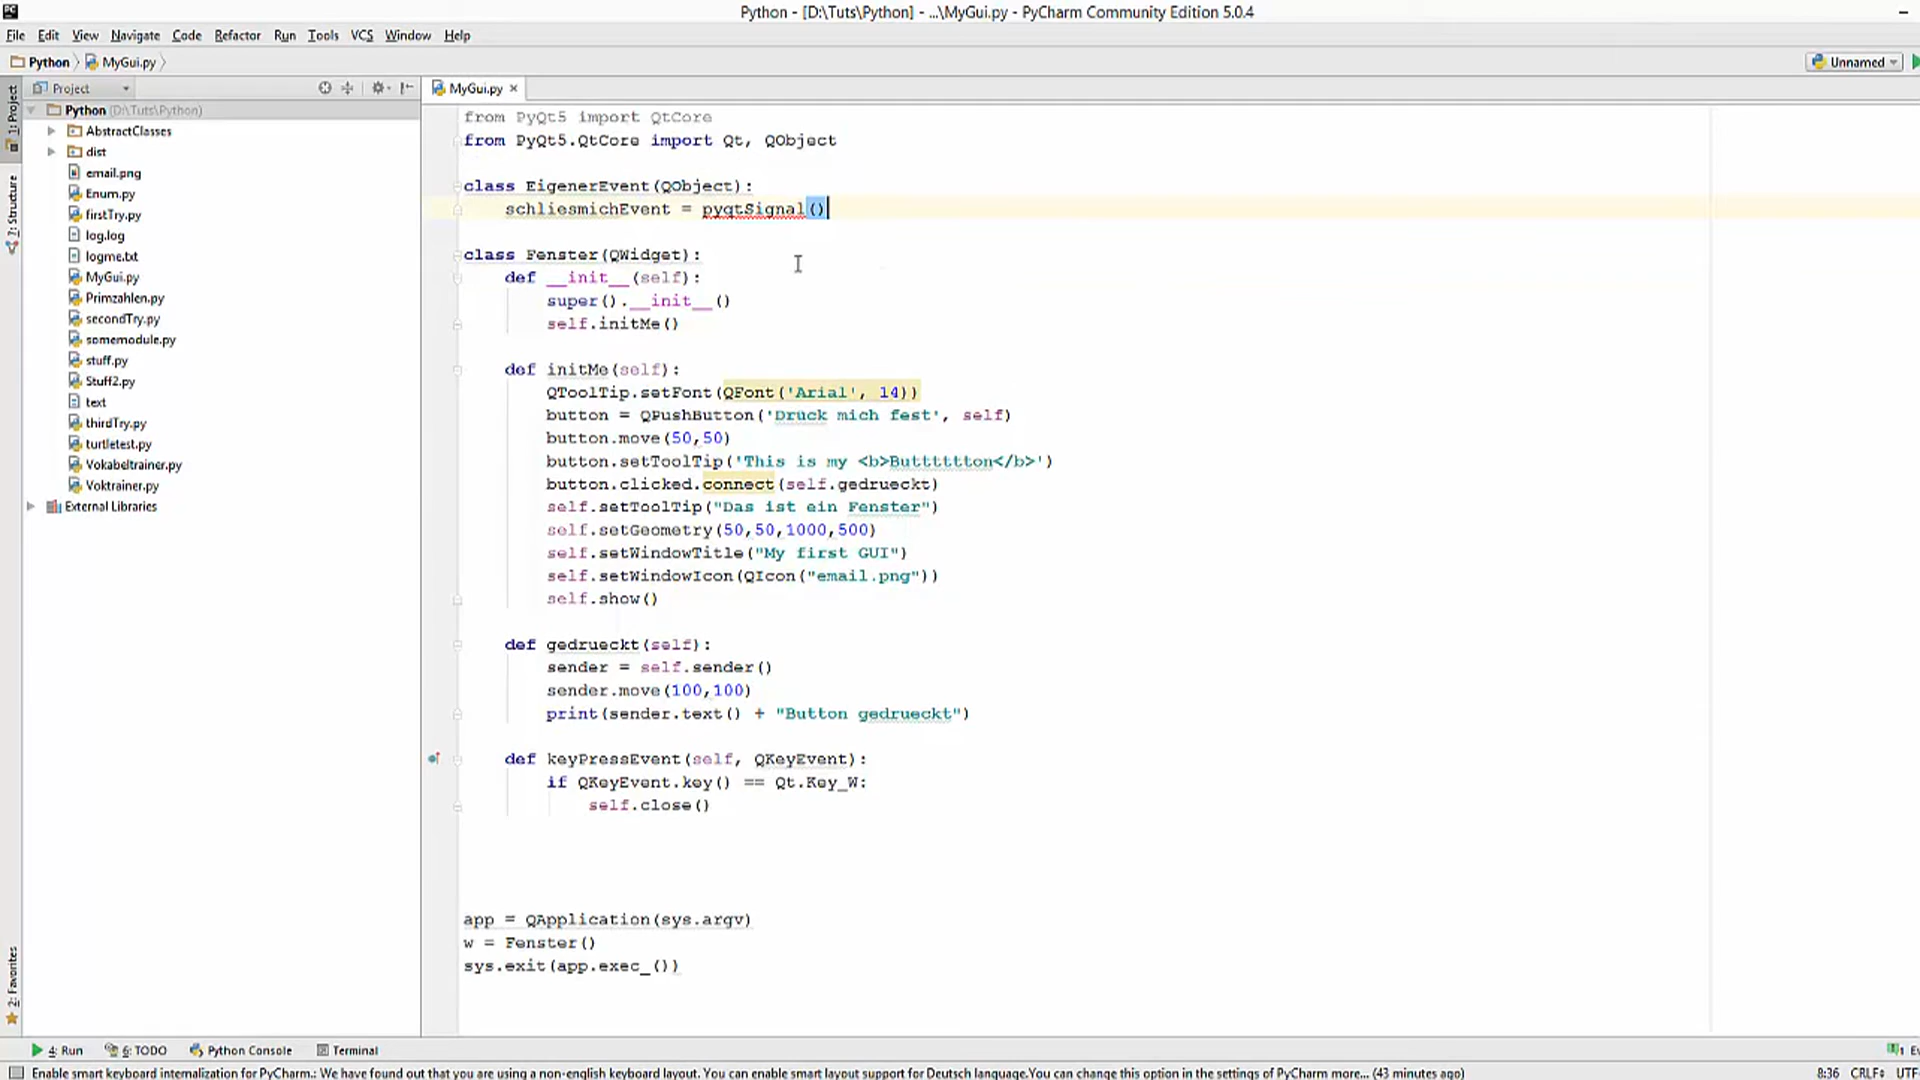 Python - [D:\Tuts\Python] - ...\MyGui.py - PyCharm Community Edition 5.0.4
File Edit View Navigate Code Refactor Run Tools VCS Window Help
Python MyGui.py Unnamed
1: Project
7: Structure
2: Favorites
Project
Python (D:\Tuts\Python)
AbstractClasses
dist
email.png
Enum.py
firstTry.py
log.log
logme.txt
MyGui.py
Primzahlen.py
secondTry.py
somemodule.py
stuff.py
Stuff2.py
text
thirdTry.py
turtletest.py
Vokabeltrainer.py
Voktrainer.py
External Libraries
MyGui.py
from PyQt5 import QtCore
from PyQt5.QtCore import Qt, QObject
class EigenerEvent(QObject):
schliesmichEvent = pyqtSignal()
class Fenster(QWidget):
def __init__(self):
super().__init__()
self.initMe()
def initMe(self):
QToolTip.setFont(QFont('Arial', 14))
button = QPushButton('Druck mich fest', self)
button.move(50,50)
button.setToolTip('This is my <b>Butttttton</b>')
button.clicked.connect(self.gedrueckt)
self.setToolTip("Das ist ein Fenster")
self.setGeometry(50,50,1000,500)
self.setWindowTitle("My first GUI")
self.setWindowIcon(QIcon("email.png"))
self.show()
def gedrueckt(self):
sender = self.sender()
sender.move(100,100)
print(sender.text() + "Button gedrueckt")
def keyPressEvent(self, QKeyEvent):
if QKeyEvent.key() == Qt.Key_W:
self.close()
app = QApplication(sys.argv)
w = Fenster()
sys.exit(app.exec_())
4: Run 6: TODO Python Console Terminal
Enable smart keyboard internalization for PyCharm.: We have found out that you are using a non-english keyboard layout. You can enable smart layout support for Deutsch language.You can change this option in the settings of PyCharm more... (43 minutes ago) 8:36 CRLF UTF